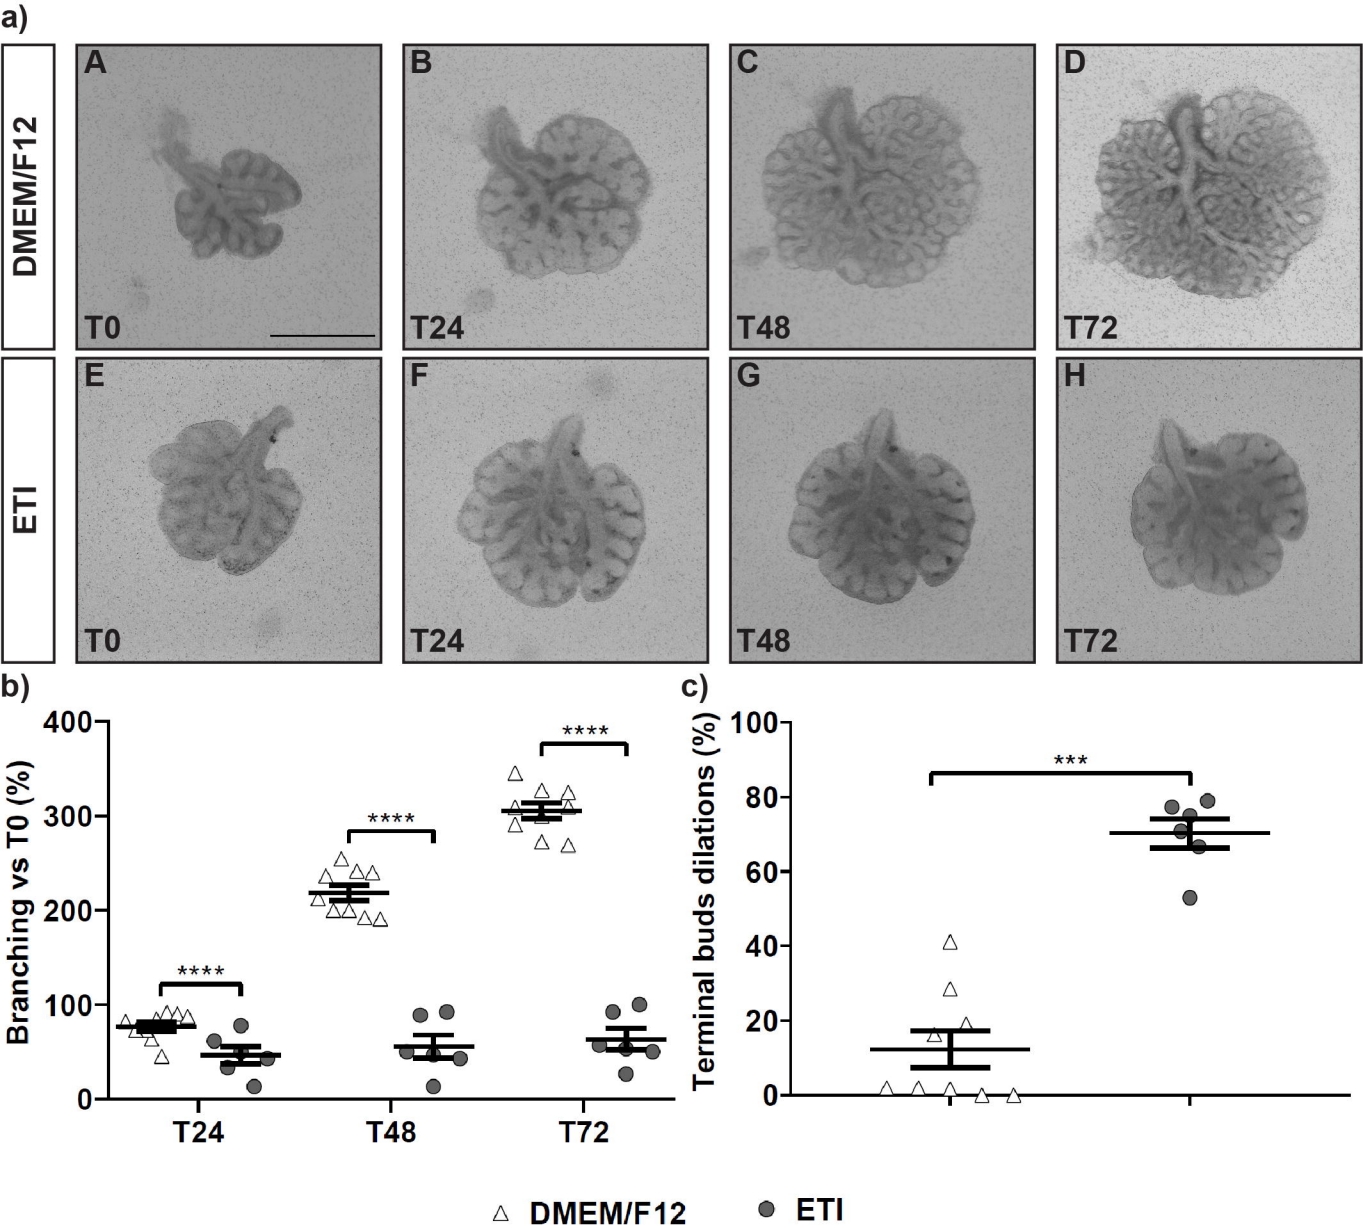 a)
DMEM/F12
A
B
C
D
T0
T24
T48
T72
ETI
E
F
G
H
T0
T24
T48
T72
b)
c)
Branching vs T0 (%)
400
300
200
100
0
****
****
****
T24
T48
T72
Terminal buds dilations (%)
100
80
60
40
20
0
***
DMEM/F12
ETI